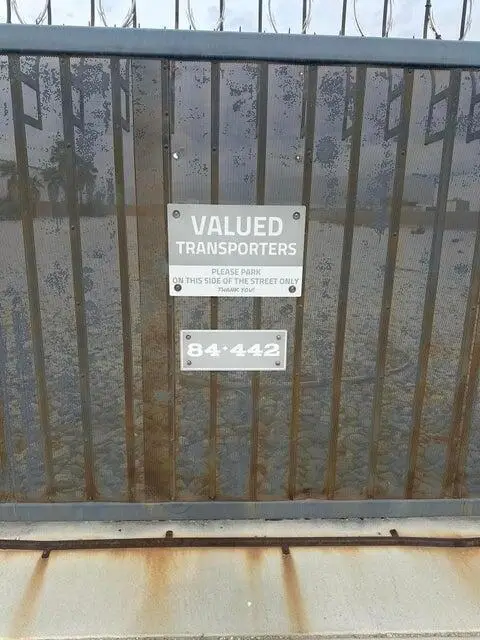 VALUED
TRANSPORTERS
PLEASE PARK
ON THIS SIDE OF THE STREET ONLY
THANK YOU!
84-442